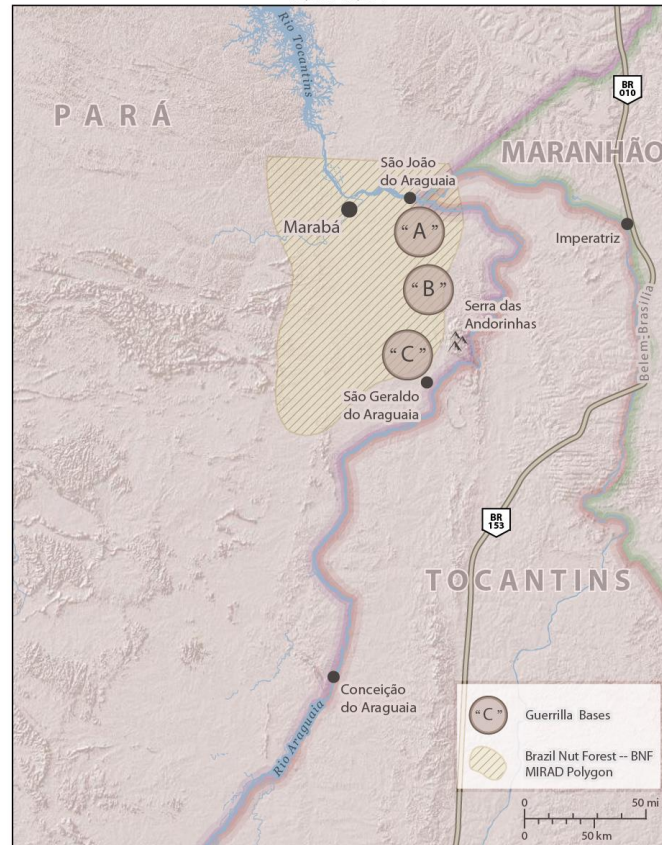 Rio Tocantins
BR
010
PARÁ
MARANHÃO
São João
do Araguaia
Marabá
Imperatriz
“A”
“B”
Serra das
Andorinhas
Belem-Brasília
“C”
São Geraldo
do Araguaia
BR
153
TOCANTINS
Conceição
do Araguaia
Rio Araguaia
“C”
Guerrilla Bases
Brazil Nut Forest -- BNF
MIRAD Polygon
0 50 mi
0 50 km